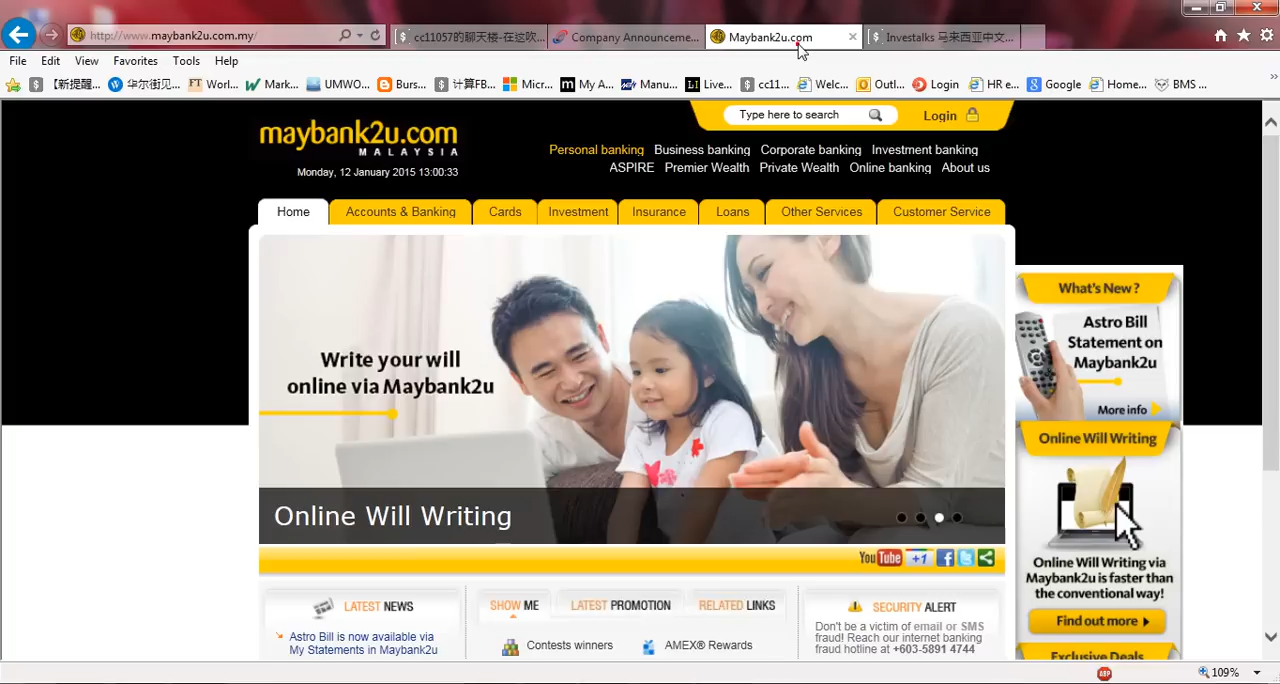 http://www.maybank2u.com.my/
cc11057的聊天楼-在这吹...
Company Announceme...
Maybank2u.com
Investalks 马来西亚中文...
File Edit View Favorites Tools Help
【新提醒... 华尔街见... Worl... Mark... UMWO... Burs... 计算FB... Micr... My A... Manu... Live... cc11... Welc... Outl... Login HR e... Google Home... BMS ...
maybank2u.com
MALAYSIA
Monday, 12 January 2015 13:00:33
Type here to search
Login
Personal banking Business banking Corporate banking Investment banking
ASPIRE Premier Wealth Private Wealth Online banking About us
Home Accounts & Banking Cards Investment Insurance Loans Other Services Customer Service
Write your will
online via Maybank2u
Online Will Writing
What's New ?
Astro Bill
Statement on
Maybank2u
More info
Online Will Writing
Online Will Writing via
Maybank2u is faster than
the conventional way!
Find out more
Exclusive Deals
YouTube +1
LATEST NEWS
Astro Bill is now available via
My Statements in Maybank2u
SHOW ME LATEST PROMOTION RELATED LINKS
Contests winners AMEX® Rewards
SECURITY ALERT
Don't be a victim of email or SMS
fraud! Reach our internet banking
fraud hotline at +603-5891 4744
ABP
109%